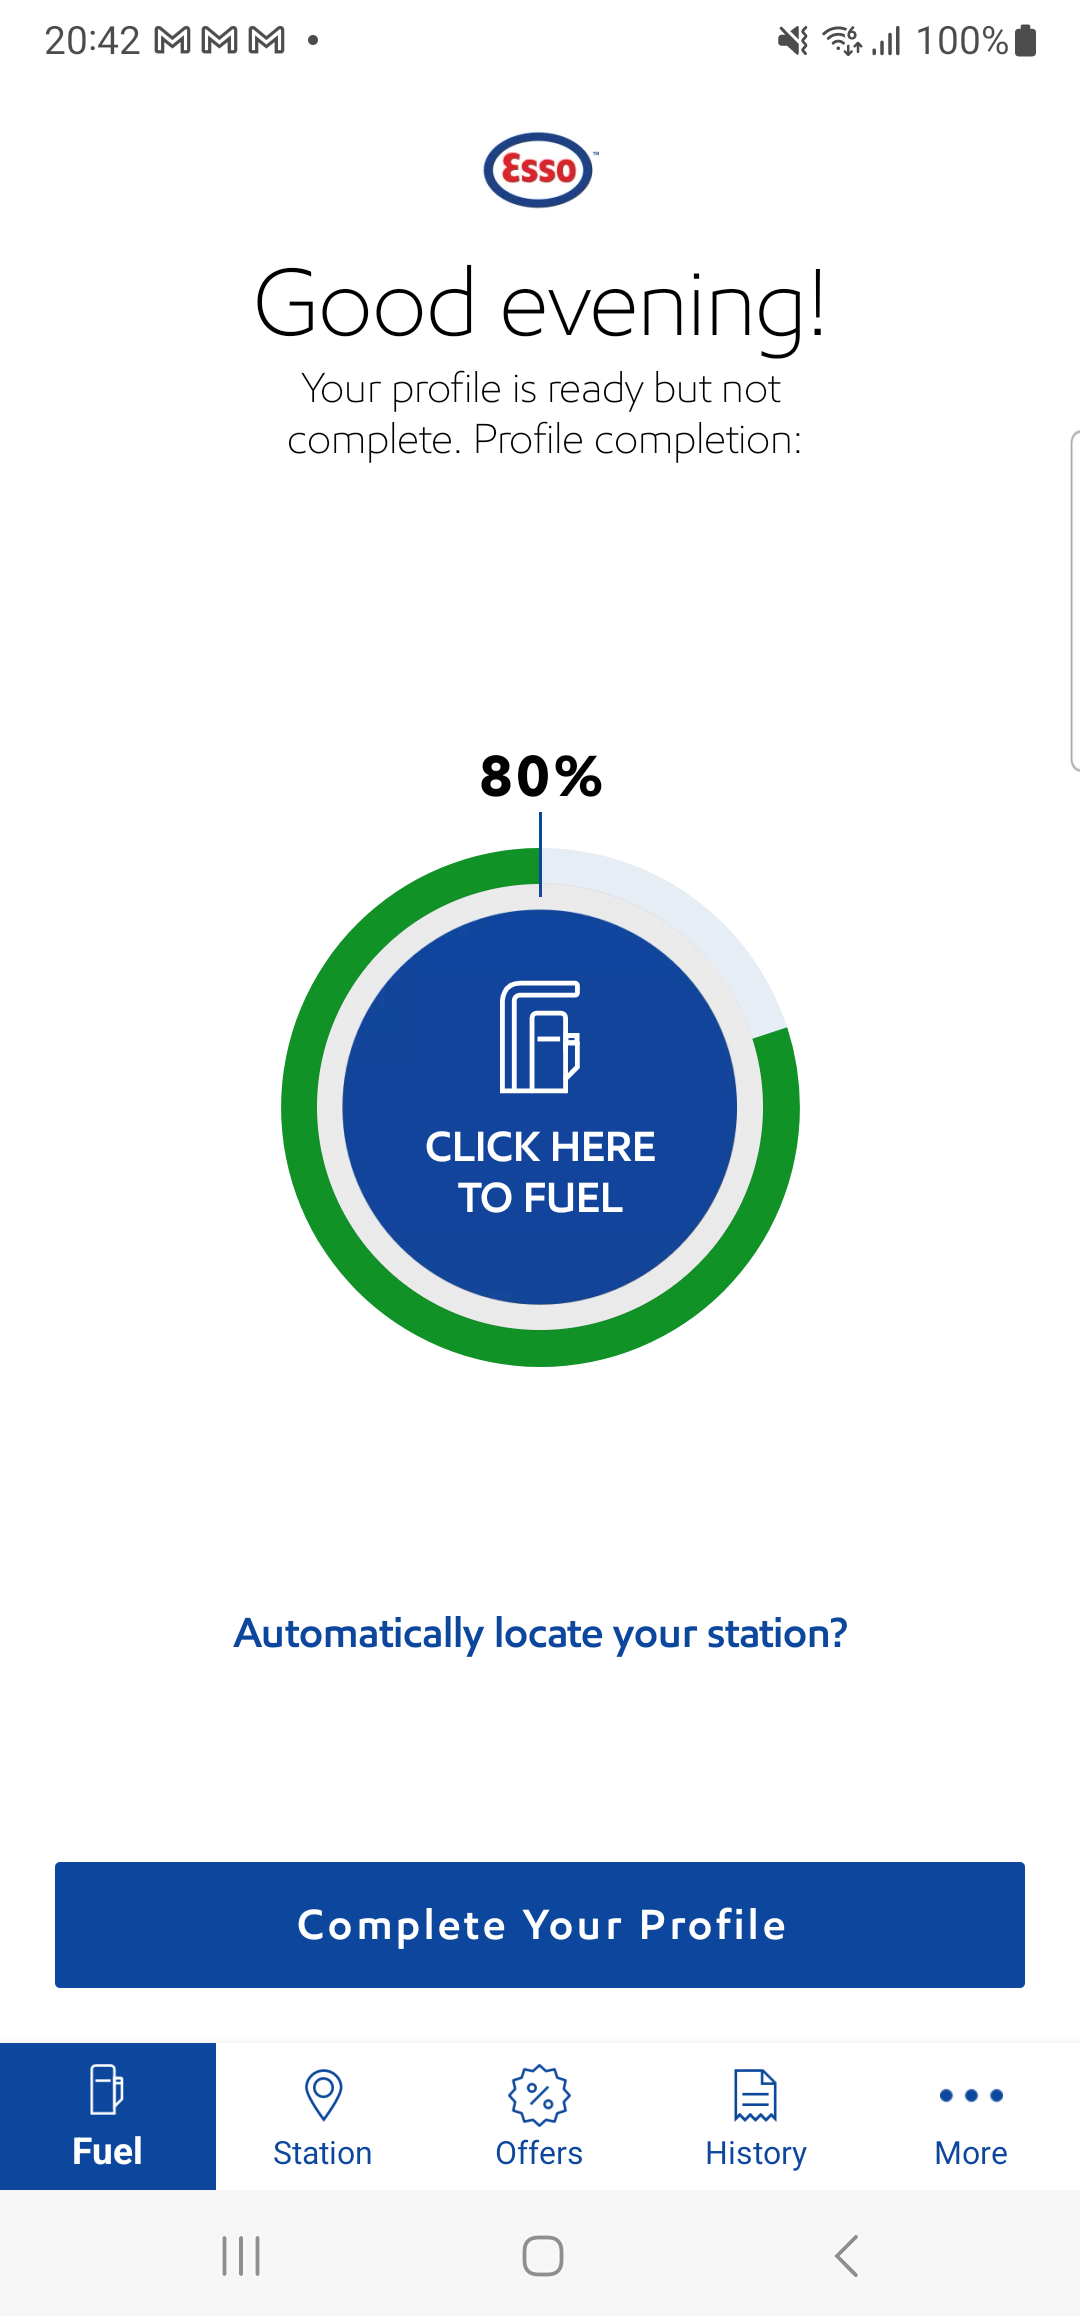 20:42 100%
Esso
Good evening!
Your profile is ready but not
complete. Profile completion:
80%
CLICK HERE
TO FUEL
Automatically locate your station?
Complete Your Profile
Fuel Station Offers History More